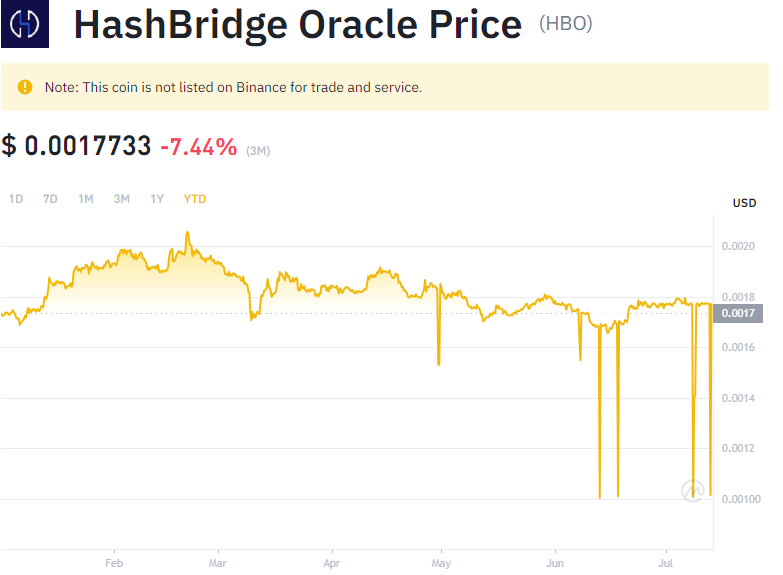 HashBridge Oracle Price (HBO)
Note: This coin is not listed on Binance for trade and service.
$ 0.0017733 -7.44% (3M)
1D 7D 1M 3M 1Y YTD
USD
0.0020
0.0018
0.0017
0.0016
0.0014
0.0012
0.00100
Feb Mar Apr May Jun Jul